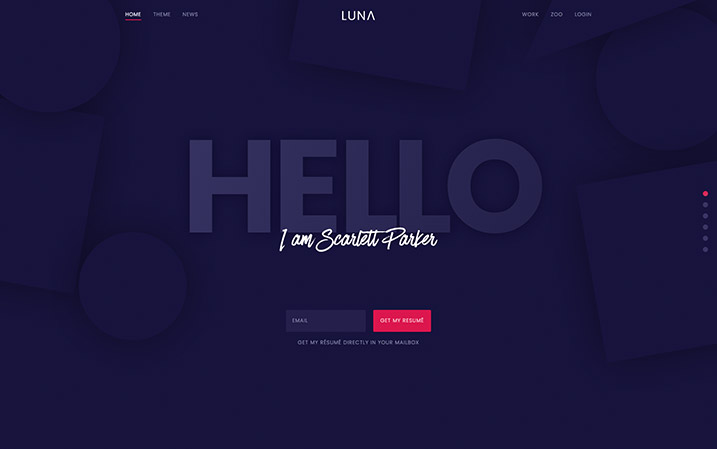 HOME THEME NEWS LUNA WORK ZOO LOGIN
HELLO
I am Scarlett Parker
EMAIL GET MY RESUMÉ
GET MY RÉSUMÉ DIRECTLY IN YOUR MAILBOX